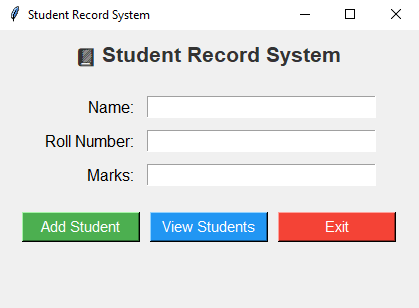 Student Record System
Student Record System
Name:
Roll Number:
Marks:
Add Student View Students Exit